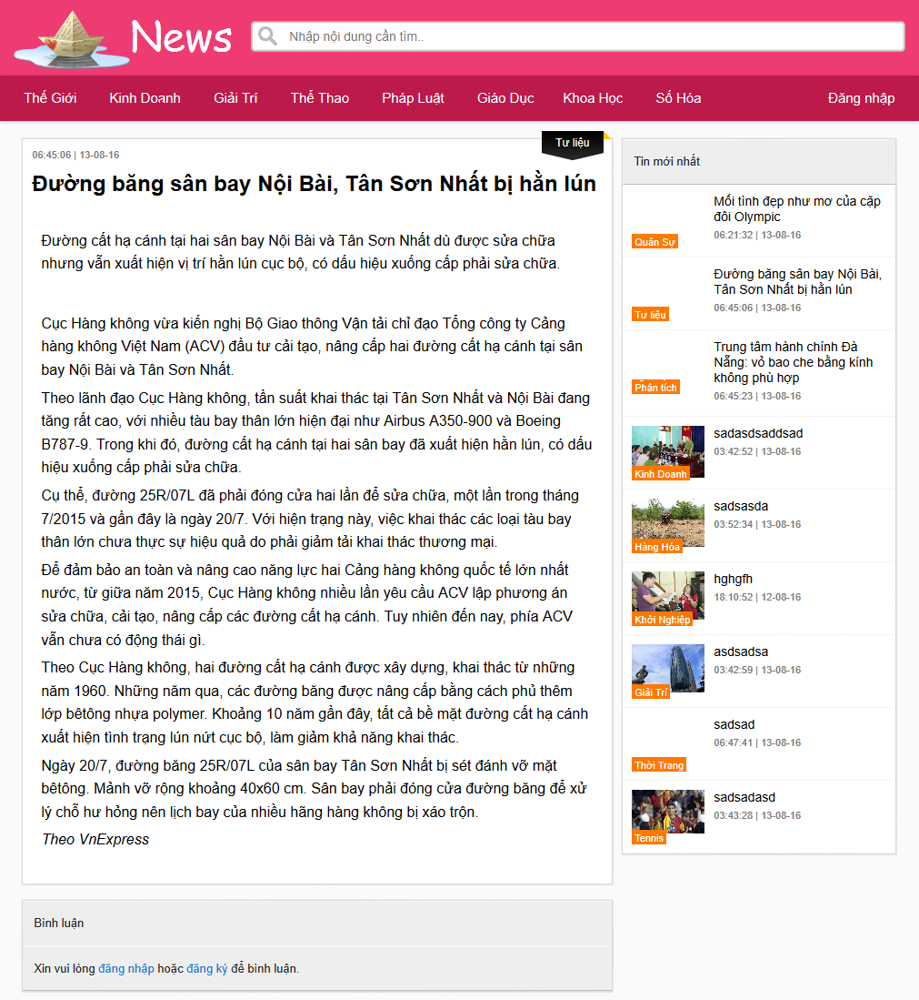 News
Nhập nội dung cần tìm..
Thế Giới Kinh Doanh Giải Trí Thể Thao Pháp Luật Giáo Dục Khoa Học Số Hóa Đăng nhập
Tư liệu
06:45:06 | 13-08-16
Đường băng sân bay Nội Bài, Tân Sơn Nhất bị hằn lún
Đường cất hạ cánh tại hai sân bay Nội Bài và Tân Sơn Nhất dù được sửa chữa
nhưng vẫn xuất hiện vị trí hằn lún cục bộ, có dấu hiệu xuống cấp phải sửa chữa.
Cục Hàng không vừa kiến nghị Bộ Giao thông Vận tải chỉ đạo Tổng công ty Cảng
hàng không Việt Nam (ACV) đầu tư cải tạo, nâng cấp hai đường cất hạ cánh tại sân
bay Nội Bài và Tân Sơn Nhất.
Theo lãnh đạo Cục Hàng không, tần suất khai thác tại Tân Sơn Nhất và Nội Bài đang
tăng rất cao, với nhiều tàu bay thân lớn hiện đại như Airbus A350-900 và Boeing
B787-9. Trong khi đó, đường cất hạ cánh tại hai sân bay đã xuất hiện hằn lún, có dấu
hiệu xuống cấp phải sửa chữa.
Cụ thể, đường 25R/07L đã phải đóng cửa hai lần để sửa chữa, một lần trong tháng
7/2015 và gần đây là ngày 20/7. Với hiện trạng này, việc khai thác các loại tàu bay
thân lớn chưa thực sự hiệu quả do phải giảm tải khai thác thương mại.
Để đảm bảo an toàn và nâng cao năng lực hai Cảng hàng không quốc tế lớn nhất
nước, từ giữa năm 2015, Cục Hàng không nhiều lần yêu cầu ACV lập phương án
sửa chữa, cải tạo, nâng cấp các đường cất hạ cánh. Tuy nhiên đến nay, phía ACV
vẫn chưa có động thái gì.
Theo Cục Hàng không, hai đường cất hạ cánh được xây dựng, khai thác từ những
năm 1960. Những năm qua, các đường băng được nâng cấp bằng cách phủ thêm
lớp bêtông nhựa polymer. Khoảng 10 năm gần đây, tất cả bề mặt đường cất hạ cánh
xuất hiện tình trạng lún nứt cục bộ, làm giảm khả năng khai thác.
Ngày 20/7, đường băng 25R/07L của sân bay Tân Sơn Nhất bị sét đánh vỡ mặt
bêtông. Mảnh vỡ rộng khoảng 40x60 cm. Sân bay phải đóng cửa đường băng để xử
lý chỗ hư hỏng nên lịch bay của nhiều hãng hàng không bị xáo trộn.
Theo VnExpress
Bình luận
Xin vui lòng đăng nhập hoặc đăng ký để bình luận.
Tin mới nhất
Mối tình đẹp như mơ của cặp
đôi Olympic
06:21:32 | 13-08-16
Quân Sự
Đường băng sân bay Nội Bài,
Tân Sơn Nhất bị hằn lún
06:45:06 | 13-08-16
Tư liệu
Trung tâm hành chính Đà
Nẵng: vỏ bao che bằng kính
không phù hợp
06:45:23 | 13-08-16
Phân tích
sadasdsaddsad
03:42:52 | 13-08-16
Kinh Doanh
sadsasda
03:52:34 | 13-08-16
Hàng Hóa
hghgfh
18:10:52 | 12-08-16
Khởi Nghiệp
asdsadsa
03:42:59 | 13-08-16
Giải Trí
sadsad
06:47:41 | 13-08-16
Thời Trang
sadsadasd
03:43:28 | 13-08-16
Tennis